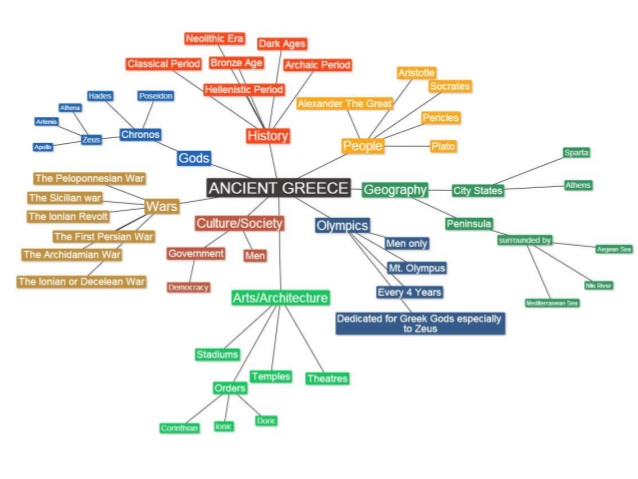 Neolithic Era
Dark Ages
Classical Period
Bronze Age
Archaic Period
Hellenistic Period
History
Aristotle
Socrates
Alexander The Great
Pericles
Plato
People
Hades
Poseidon
Athena
Artemis
Zeus
Chronos
Apollo
Gods
ANCIENT GREECE
Geography
City States
Sparta
Athens
Peninsula
surrounded by
Aegean Sea
Nile River
Mediterranean Sea
The Peloponnesian War
The Sicilian war
The Ionian Revolt
The First Persian War
The Archidamian War
The Ionian or Decelean War
Wars
Culture/Society
Government
Men
Democracy
Olympics
Men only
Mt. Olympus
Every 4 Years
Dedicated for Greek Gods especially
to Zeus
Arts/Architecture
Stadiums
Temples
Theatres
Orders
Corinthian
Ionic
Doric